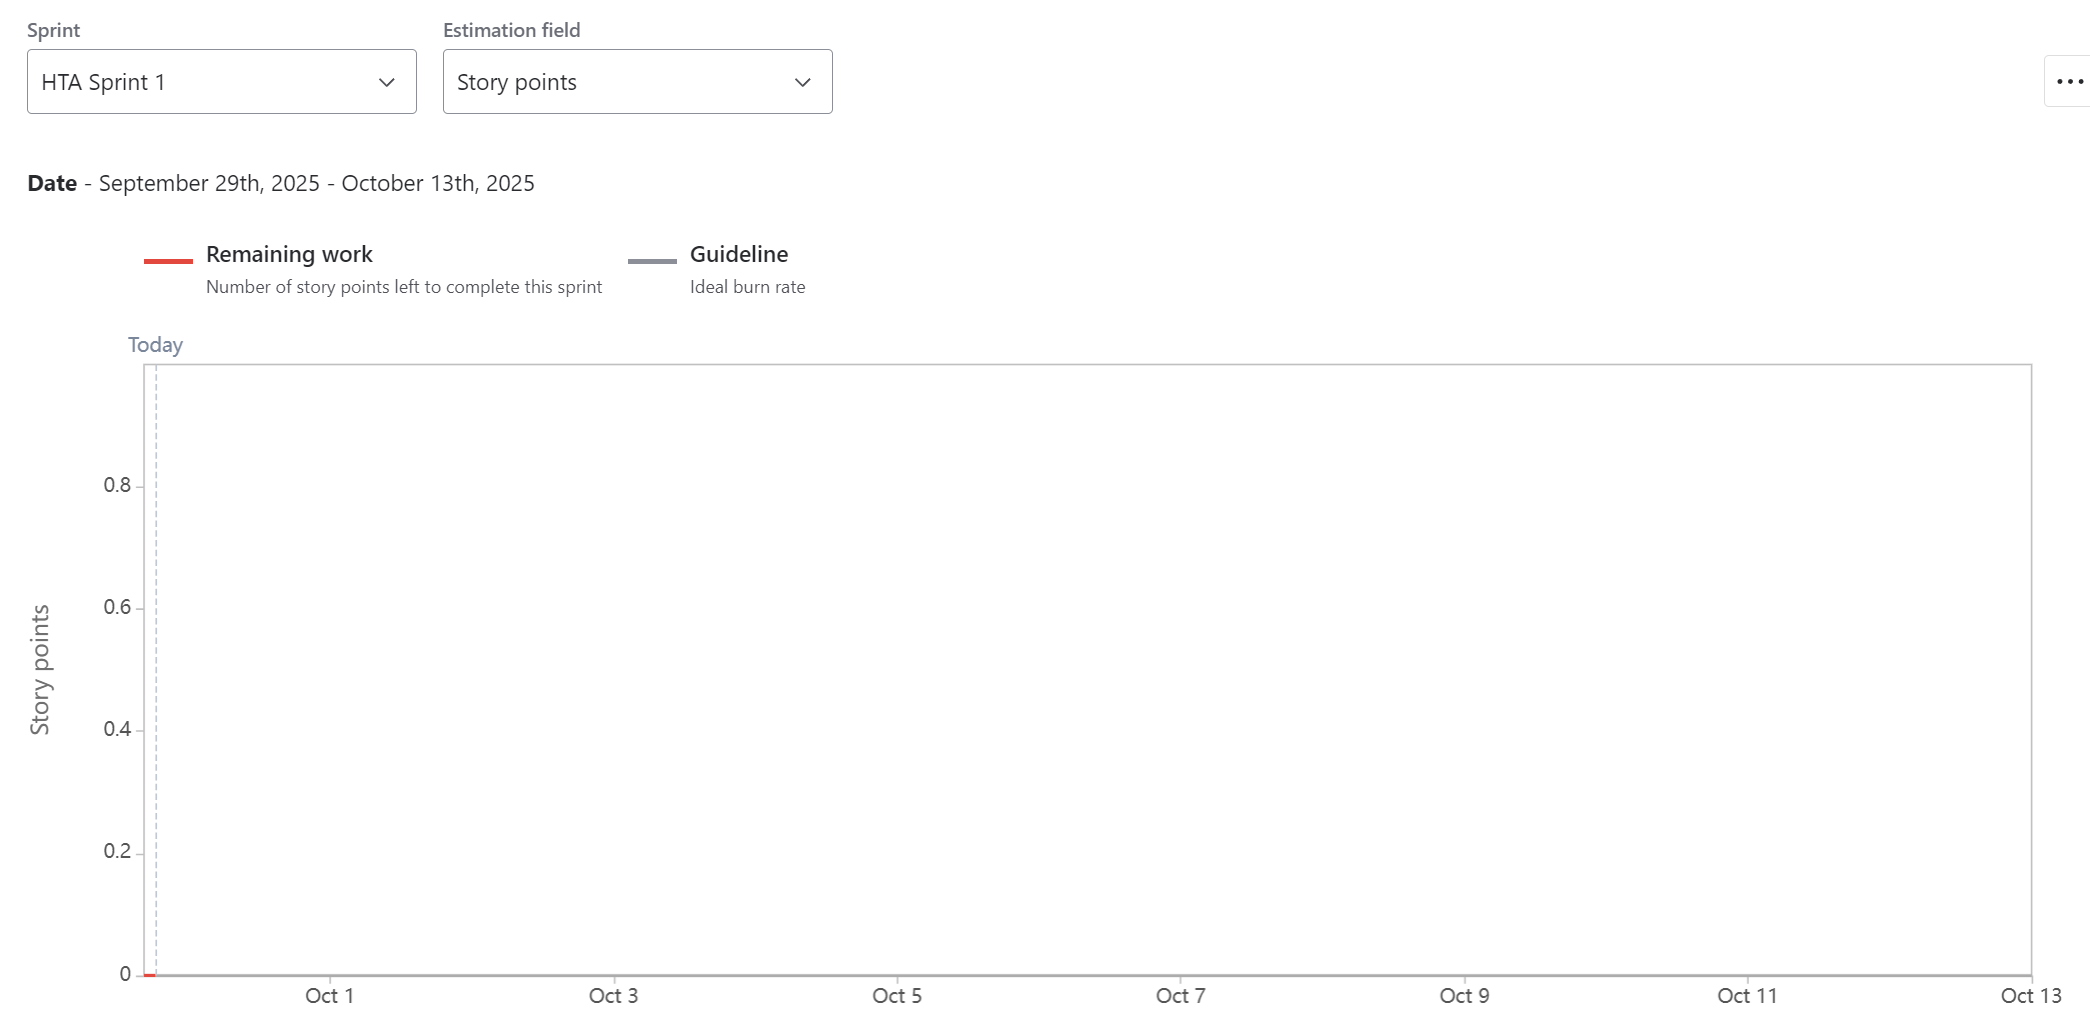 Sprint
Estimation field
HTA Sprint 1
Story points
Date - September 29th, 2025 - October 13th, 2025
Remaining work
Number of story points left to complete this sprint
Guideline
Ideal burn rate
Today
0.8
0.6
0.4
0.2
0
Story points
Oct 1
Oct 3
Oct 5
Oct 7
Oct 9
Oct 11
Oct 13